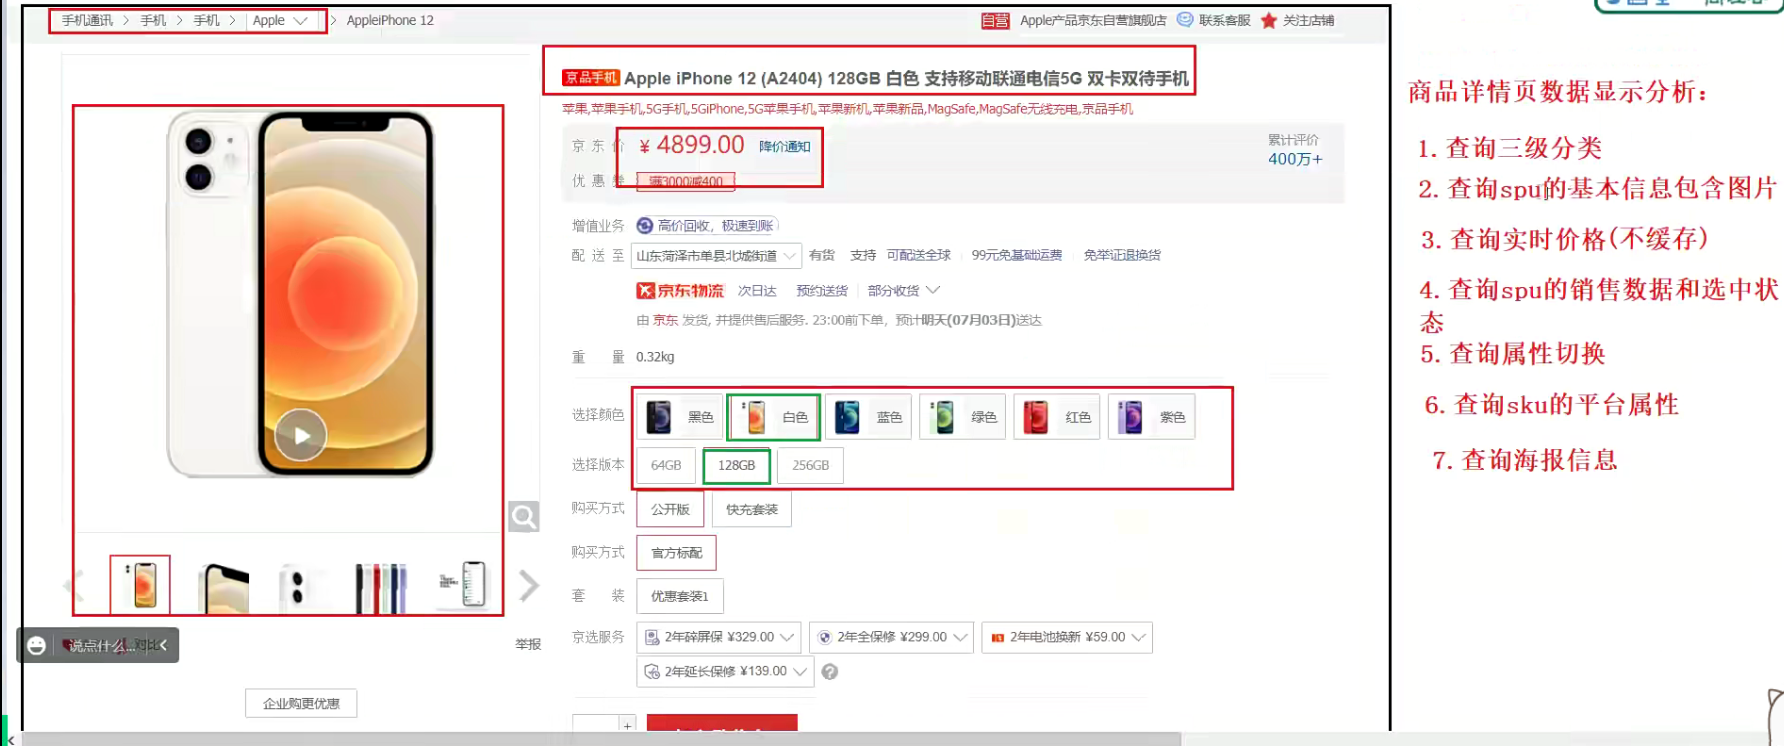 手机通讯 > 手机 > 手机 > Apple > AppleiPhone 12
自营 Apple产品京东自营旗舰店 联系客服 关注店铺
京品手机 Apple iPhone 12 (A2404) 128GB 白色 支持移动联通电信5G 双卡双待手机
苹果,苹果手机,5G手机,5GiPhone,5G苹果手机,苹果新机,苹果新品,MagSafe,MagSafe无线充电,京品手机
京 东 价 ¥ 4899.00 降价通知
累计评价
400万+
优 惠 券 满3000减400
增值业务 高价回收，极速到账
配 送 至 山东菏泽市单县北城街道 有货 支持 可配送全球 99元免基础运费 免举证退换货
京东物流 次日达 预约送货 部分收货
由 京东 发货, 并提供售后服务. 23:00前下单，预计明天(07月03日)送达
重 量 0.32kg
选择颜色 黑色 白色 蓝色 绿色 红色 紫色
选择版本 64GB 128GB 256GB
购买方式 公开版 快充套装
购买方式 官方标配
套 装 优惠套装1
京选服务 2年碎屏保 ¥329.00 2年全保修 ¥299.00 2年电池换新 ¥59.00
2年延长保修 ¥139.00 ?
+
说点什么... 对比
举报
企业购更优惠
商品详情页数据显示分析：
1. 查询三级分类
2. 查询spu的基本信息包含图片
3. 查询实时价格(不缓存)
4. 查询spu的销售数据和选中状
态
5. 查询属性切换
6. 查询sku的平台属性
7. 查询海报信息